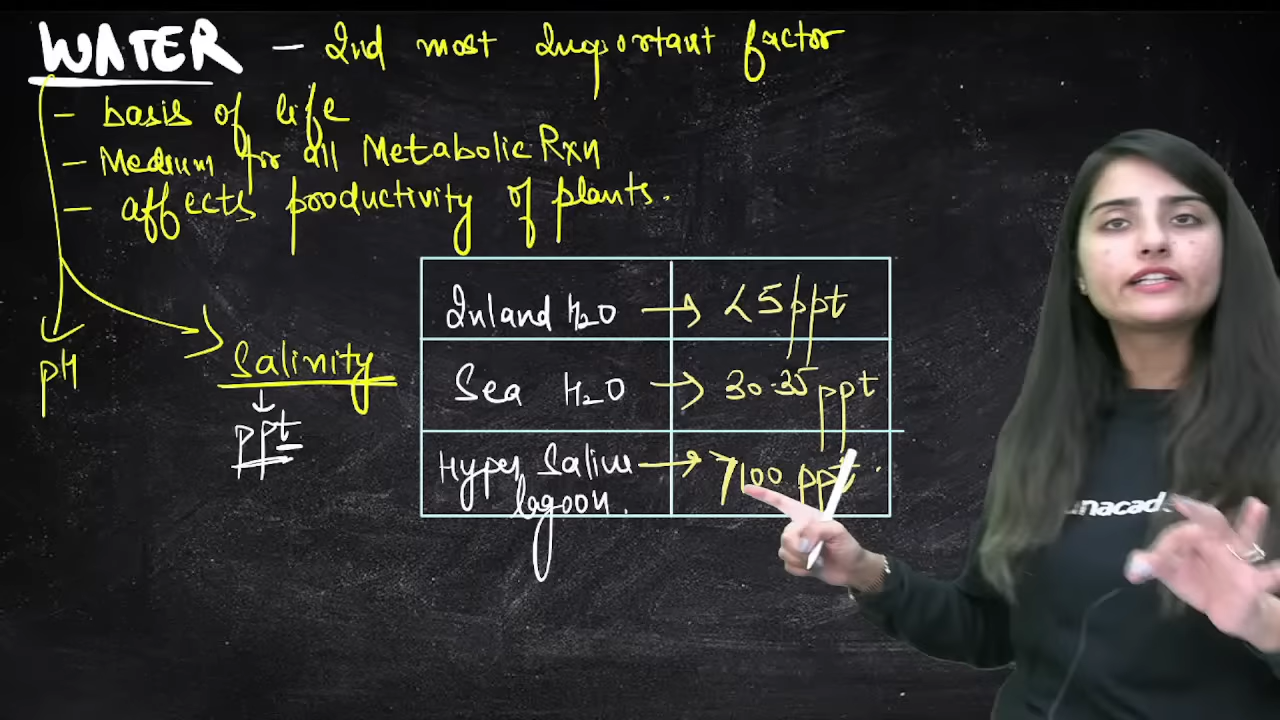 WATER – 2nd most Important factor
- basis of life
- Medium for all Metabolic Rxn
- affects productivity of plants.
pH
Salinity
ppt
Inland H2O → <5 ppt
Sea H2O → 30-35 ppt
Hyper Saline lagoon. → >100 ppt.
unacade